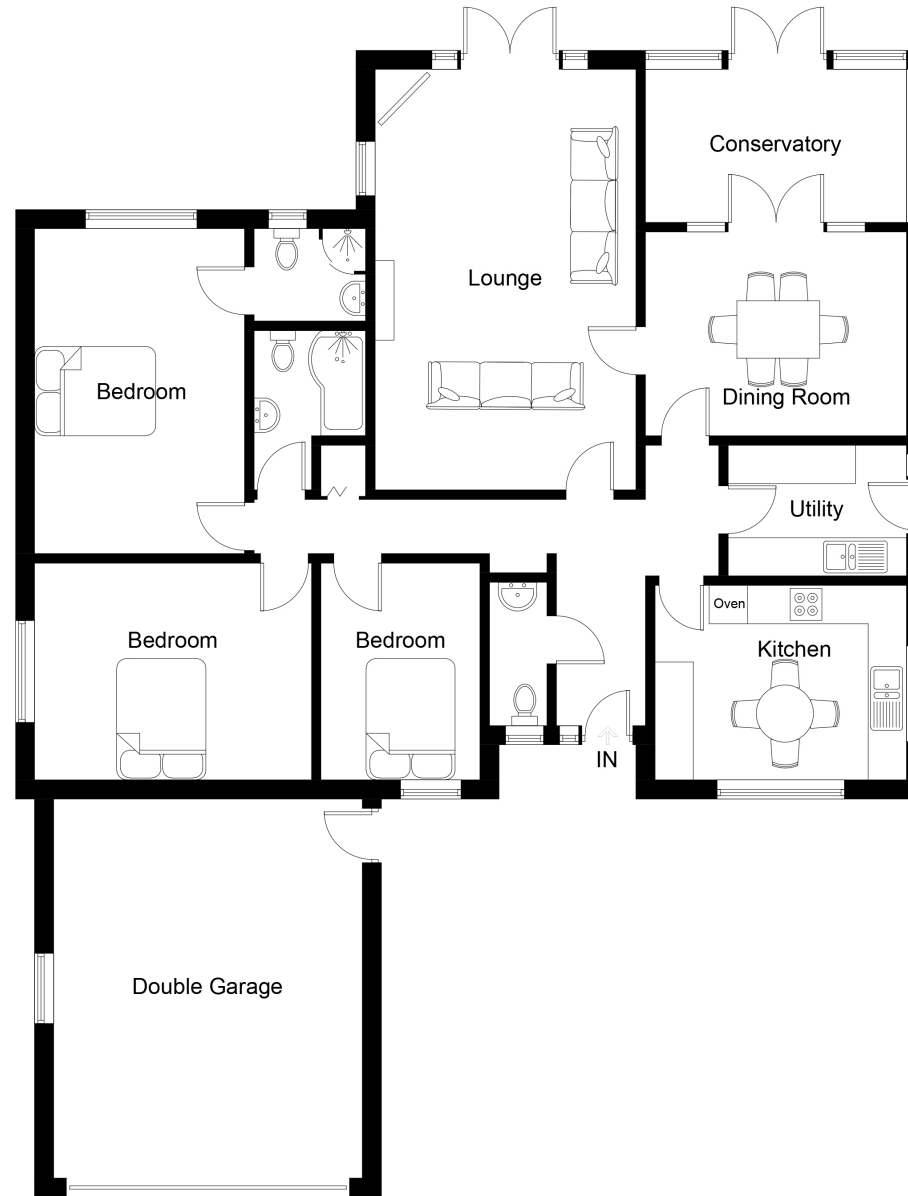 Conservatory
Lounge
Bedroom
Dining Room
Utility
Oven
Bedroom
Bedroom
Kitchen
IN
Double Garage